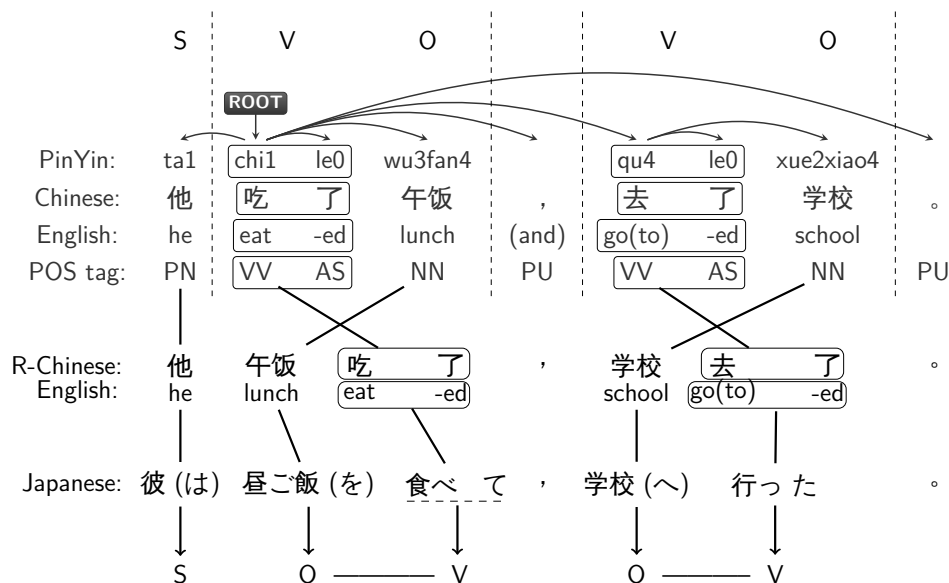 S V O V O
ROOT
PinYin: ta1 chi1 le0 wu3fan4 qu4 le0 xue2xiao4
Chinese: 他 吃 了 午饭 , 去 了 学校 。
English: he eat -ed lunch (and) go(to) -ed school
POS tag: PN VV AS NN PU VV AS NN PU
R-Chinese: 他 午饭 吃 了 , 学校 去 了 。
English: he lunch eat -ed school go(to) -ed
Japanese: 彼 (は) 昼ご飯 (を) 食べ て , 学校 (へ) 行っ た 。
S O V O V